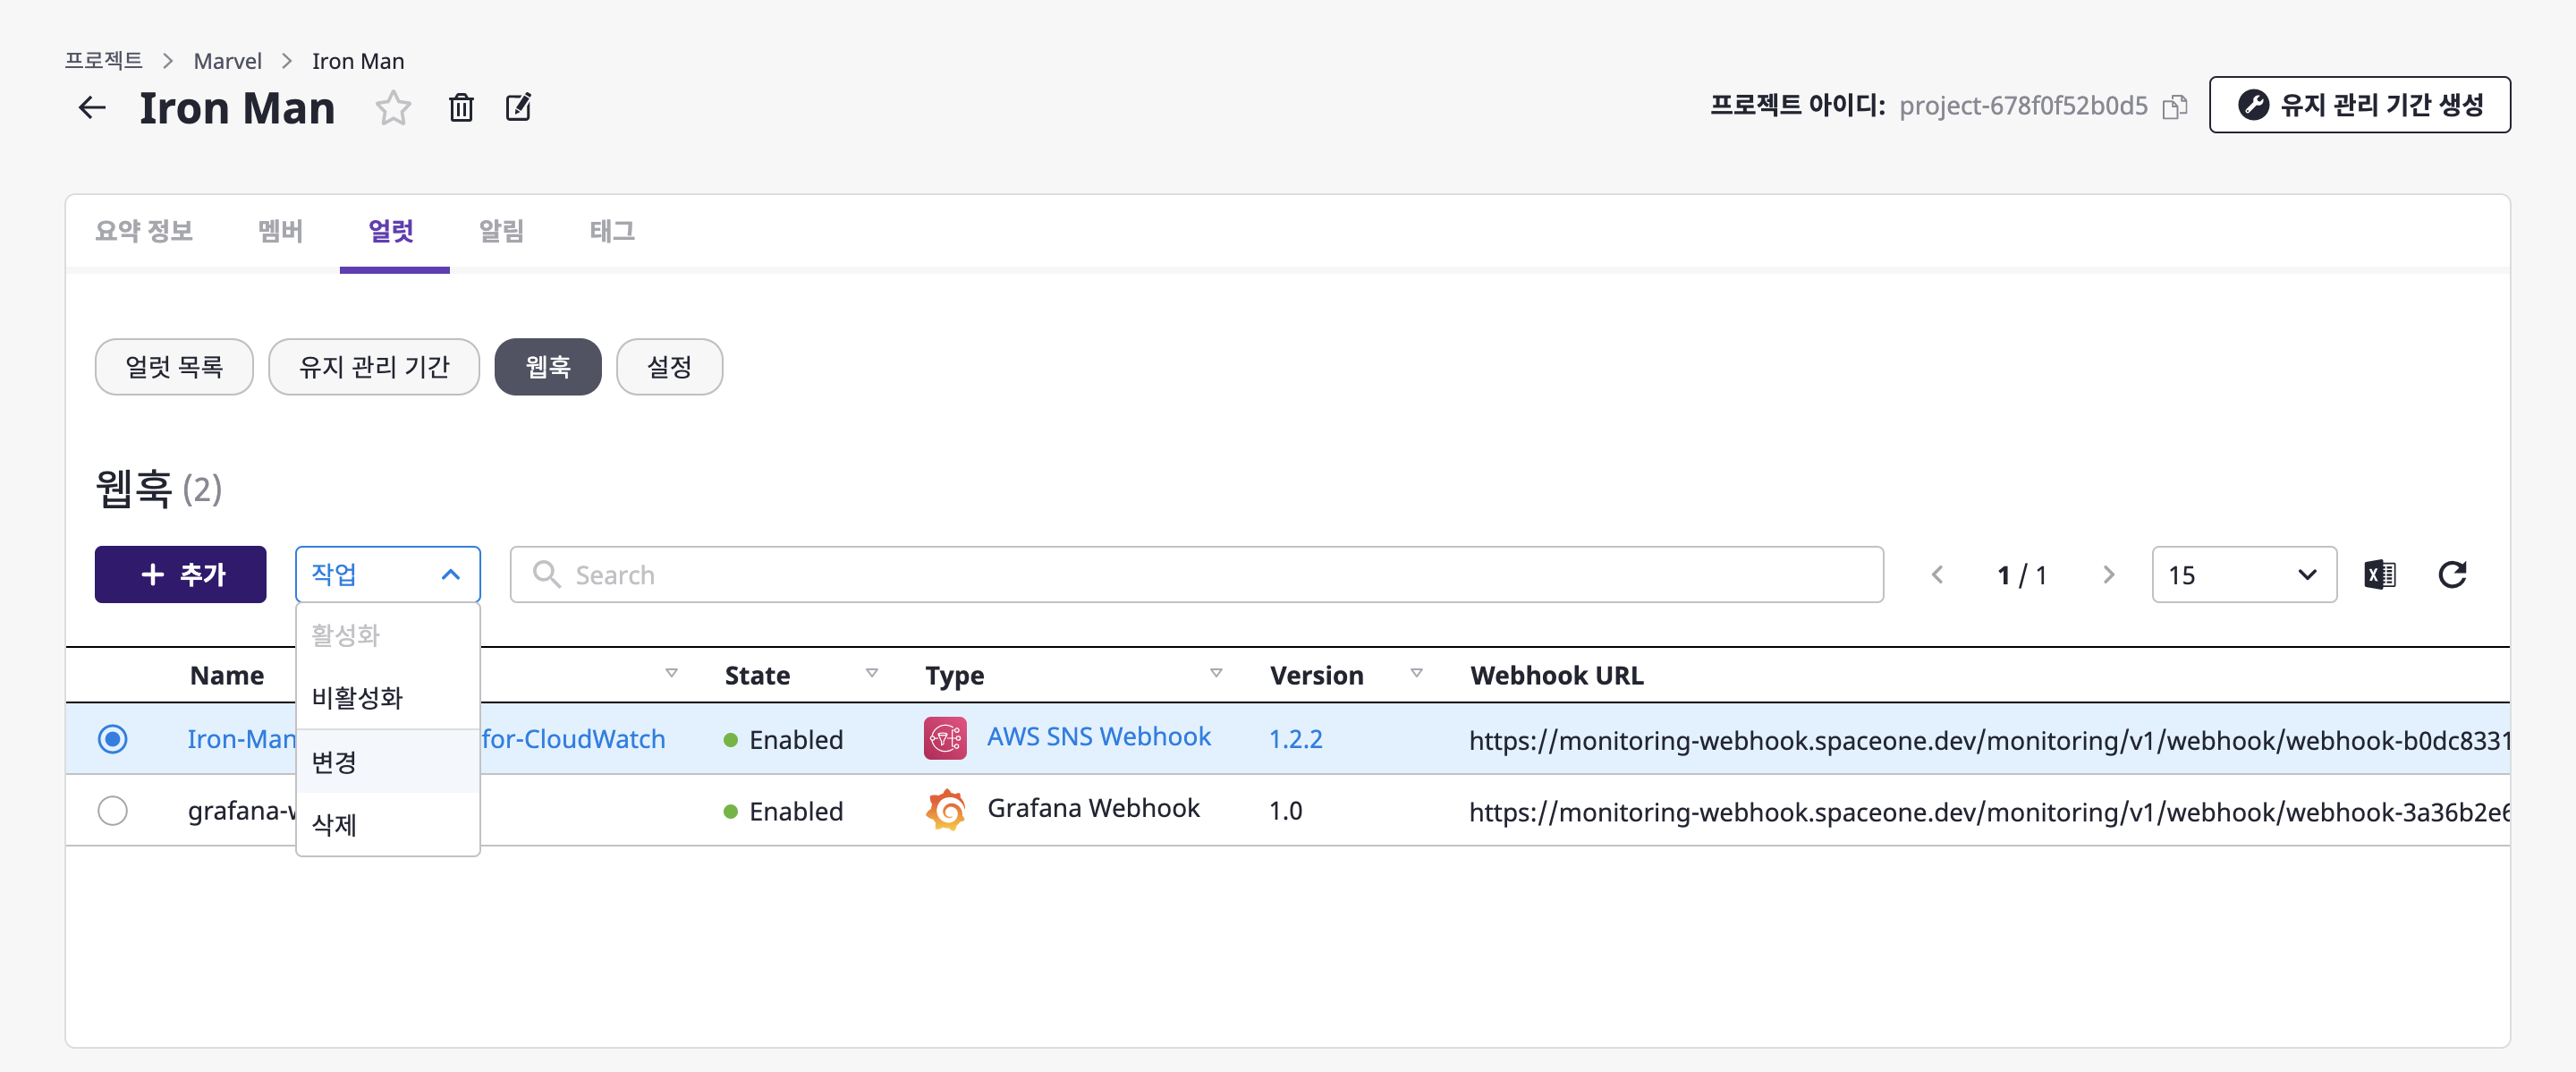 프로젝트 > Marvel > Iron Man
Iron Man
프로젝트 아이디: project-678f0f52b0d5
유지 관리 기간 생성
요약 정보 멤버 얼럿 알림 태그
얼럿 목록 유지 관리 기간 웹훅 설정
웹훅 (2)
+ 추가 작업 Search 1 / 1 15
활성화
비활성화
변경
삭제
Name State Type Version Webhook URL
Iron-Man for-CloudWatch Enabled AWS SNS Webhook 1.2.2 https://monitoring-webhook.spaceone.dev/monitoring/v1/webhook/webhook-b0dc8331
grafana- Enabled Grafana Webhook 1.0 https://monitoring-webhook.spaceone.dev/monitoring/v1/webhook/webhook-3a36b2e6